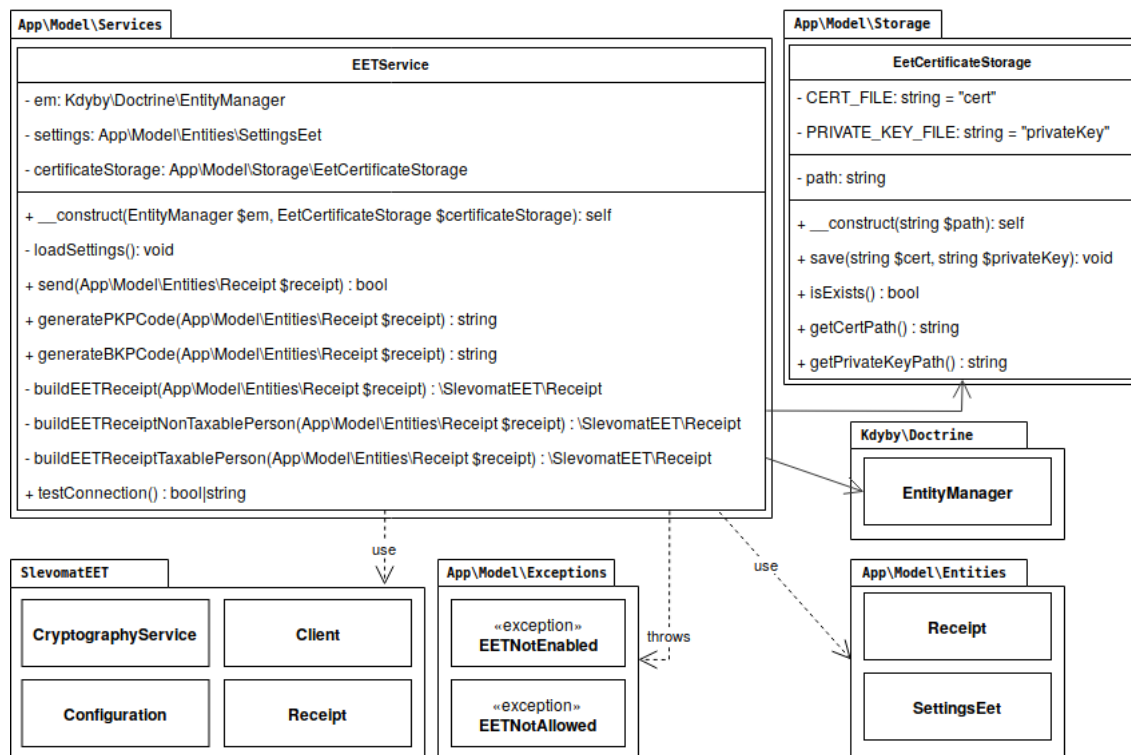 App\Model\Services
EETService
- em: Kdyby\Doctrine\EntityManager
- settings: App\Model\Entities\SettingsEet
- certificateStorage: App\Model\Storage\EetCertificateStorage
+ __construct(EntityManager $em, EetCertificateStorage $certificateStorage): self
- loadSettings(): void
+ send(App\Model\Entities\Receipt $receipt) : bool
+ generatePKPCode(App\Model\Entities\Receipt $receipt) : string
+ generateBKPCode(App\Model\Entities\Receipt $receipt) : string
- buildEETReceipt(App\Model\Entities\Receipt $receipt) : \SlevomatEET\Receipt
- buildEETReceiptNonTaxablePerson(App\Model\Entities\Receipt $receipt) : \SlevomatEET\Receipt
- buildEETReceiptTaxablePerson(App\Model\Entities\Receipt $receipt) : \SlevomatEET\Receipt
+ testConnection() : bool|string
App\Model\Storage
EetCertificateStorage
- CERT_FILE: string = "cert"
- PRIVATE_KEY_FILE: string = "privateKey"
- path: string
+ __construct(string $path): self
+ save(string $cert, string $privateKey): void
+ isExists() : bool
+ getCertPath() : string
+ getPrivateKeyPath() : string
Kdyby\Doctrine
EntityManager
use
throws
use
SlevomatEET
CryptographyService
Client
Configuration
Receipt
App\Model\Exceptions
«exception»
EETNotEnabled
«exception»
EETNotAllowed
App\Model\Entities
Receipt
SettingsEet